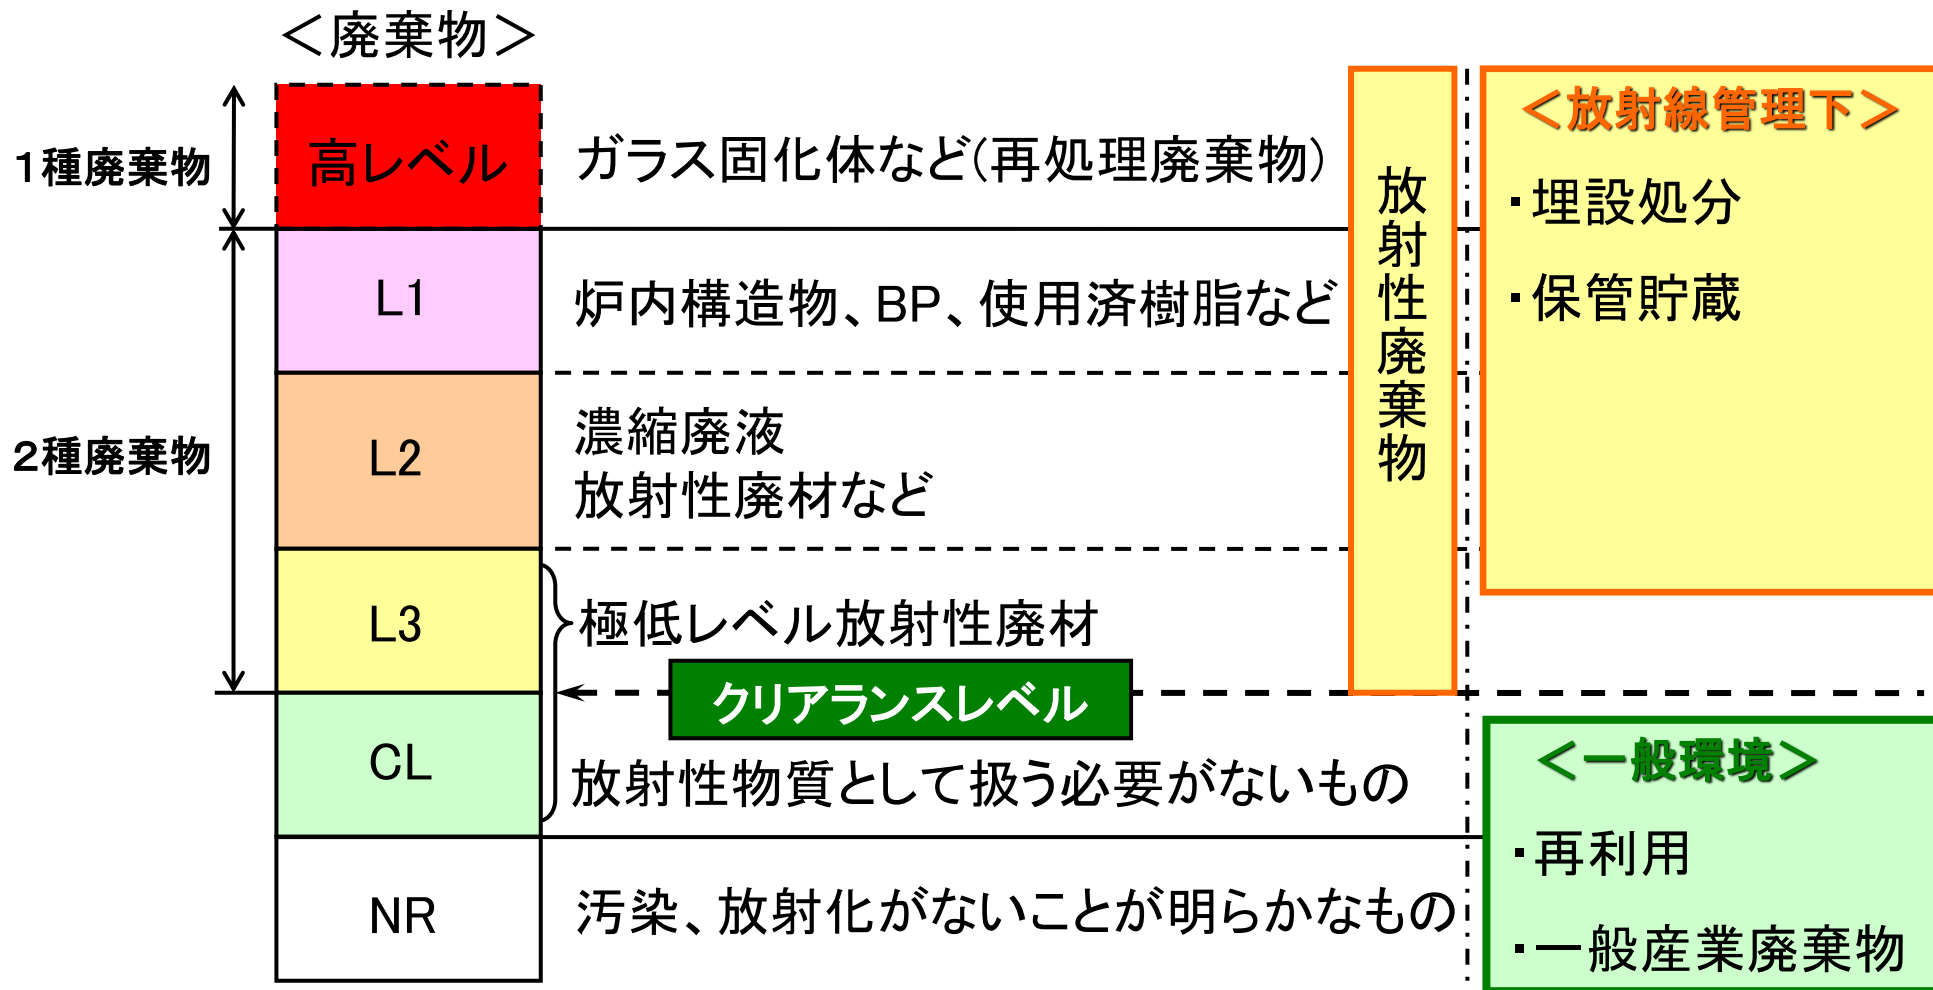 ＜廃棄物＞
1種廃棄物
高レベル
ガラス固化体など(再処理廃棄物)
2種廃棄物
L1
炉内構造物、BP、使用済樹脂など
L2
濃縮廃液
放射性廃材など
L3
極低レベル放射性廃材
クリアランスレベル
CL
放射性物質として扱う必要がないもの
NR
汚染、放射化がないことが明らかなもの
放射性廃棄物
＜放射線管理下＞
・埋設処分
・保管貯蔵
＜一般環境＞
・再利用
・一般産業廃棄物